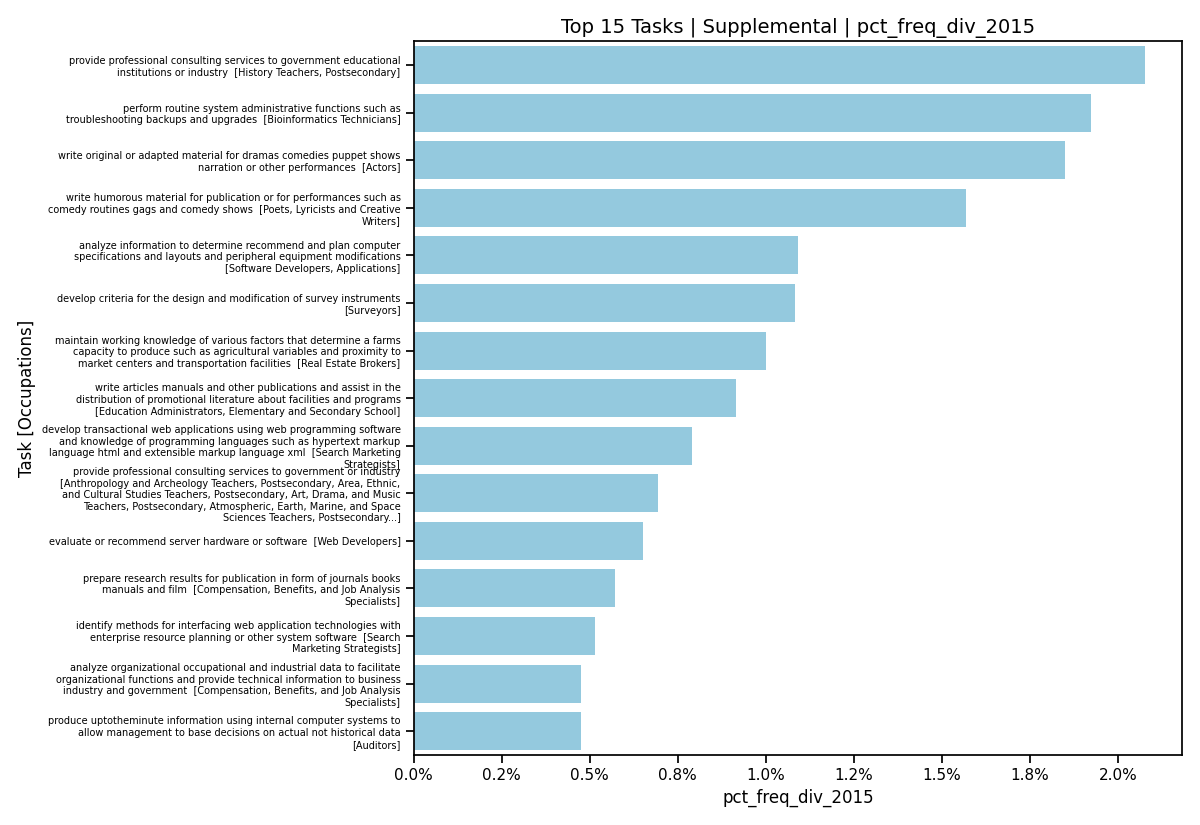 Top 15 Tasks | Supplemental | pct_freq_div_2015
provide professional consulting services to government educational
institutions or industry  [History Teachers, Postsecondary]
perform routine system administrative functions such as
troubleshooting backups and upgrades  [Bioinformatics Technicians]
write original or adapted material for dramas comedies puppet shows
narration or other performances  [Actors]
write humorous material for publication or for performances such as
comedy routines gags and comedy shows  [Poets, Lyricists and Creative
Writers]
analyze information to determine recommend and plan computer
specifications and layouts and peripheral equipment modifications
[Software Developers, Applications]
develop criteria for the design and modification of survey instruments
[Surveyors]
maintain working knowledge of various factors that determine a farms
capacity to produce such as agricultural variables and proximity to
market centers and transportation facilities  [Real Estate Brokers]
write articles manuals and other publications and assist in the
distribution of promotional literature about facilities and programs
[Education Administrators, Elementary and Secondary School]
develop transactional web applications using web programming software
and knowledge of programming languages such as hypertext markup
language html and extensible markup language xml  [Search Marketing
Strategists]
provide professional consulting services to government or industry
[Anthropology and Archeology Teachers, Postsecondary, Area, Ethnic,
and Cultural Studies Teachers, Postsecondary, Art, Drama, and Music
Teachers, Postsecondary, Atmospheric, Earth, Marine, and Space
Sciences Teachers, Postsecondary...]
evaluate or recommend server hardware or software  [Web Developers]
prepare research results for publication in form of journals books
manuals and film  [Compensation, Benefits, and Job Analysis
Specialists]
identify methods for interfacing web application technologies with
enterprise resource planning or other system software  [Search
Marketing Strategists]
analyze organizational occupational and industrial data to facilitate
organizational functions and provide technical information to business
industry and government  [Compensation, Benefits, and Job Analysis
Specialists]
produce uptotheminute information using internal computer systems to
allow management to base decisions on actual not historical data
[Auditors]
Task [Occupations]
0.0% 0.2% 0.5% 0.8% 1.0% 1.2% 1.5% 1.8% 2.0%
pct_freq_div_2015